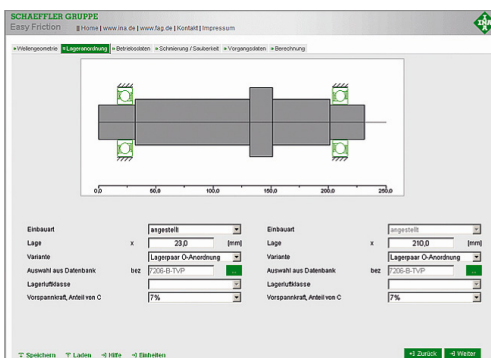 SCHAEFFLER GRUPPE
Easy Friction Home | www.ina.de | www.fag.de | Kontakt | Impressum
INA
Wellengeometrie Lageranordnung Betriebsdaten Schmierung / Sauberkeit Vorgangsdaten Berechnung
0,0 50,0 100,0 150,0 200,0 250,0
Einbauart angestellt Einbauart angestellt
Lage x 23,0 [mm] Lage x 210,0 [mm]
Variante Lagerpaar O-Anordnung Variante Lagerpaar O-Anordnung
Auswahl aus Datenbank bez 7206-B-TVP ... Auswahl aus Datenbank bez 7206-B-TVP ...
Lagerluftklasse Lagerluftklasse
Vorspannkraft, Anteil von C 7% Vorspannkraft, Anteil von C 7%
Speichern Laden Hilfe Einheiten Zurück Weiter